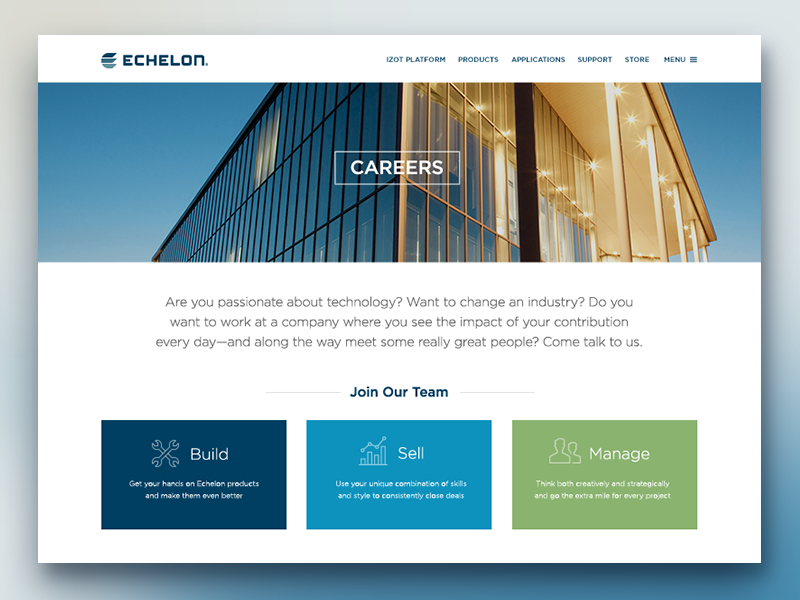 ECHELON.
IZOT PLATFORM PRODUCTS APPLICATIONS SUPPORT STORE MENU
CAREERS
Are you passionate about technology? Want to change an industry? Do you
want to work at a company where you see the impact of your contribution
every day—and along the way meet some really great people? Come talk to us.
Join Our Team
Build
Get your hands on Echelon products
and make them even better
Sell
Use your unique combination of skills
and style to consistently close deals
Manage
Think both creatively and strategically
and go the extra mile for every project